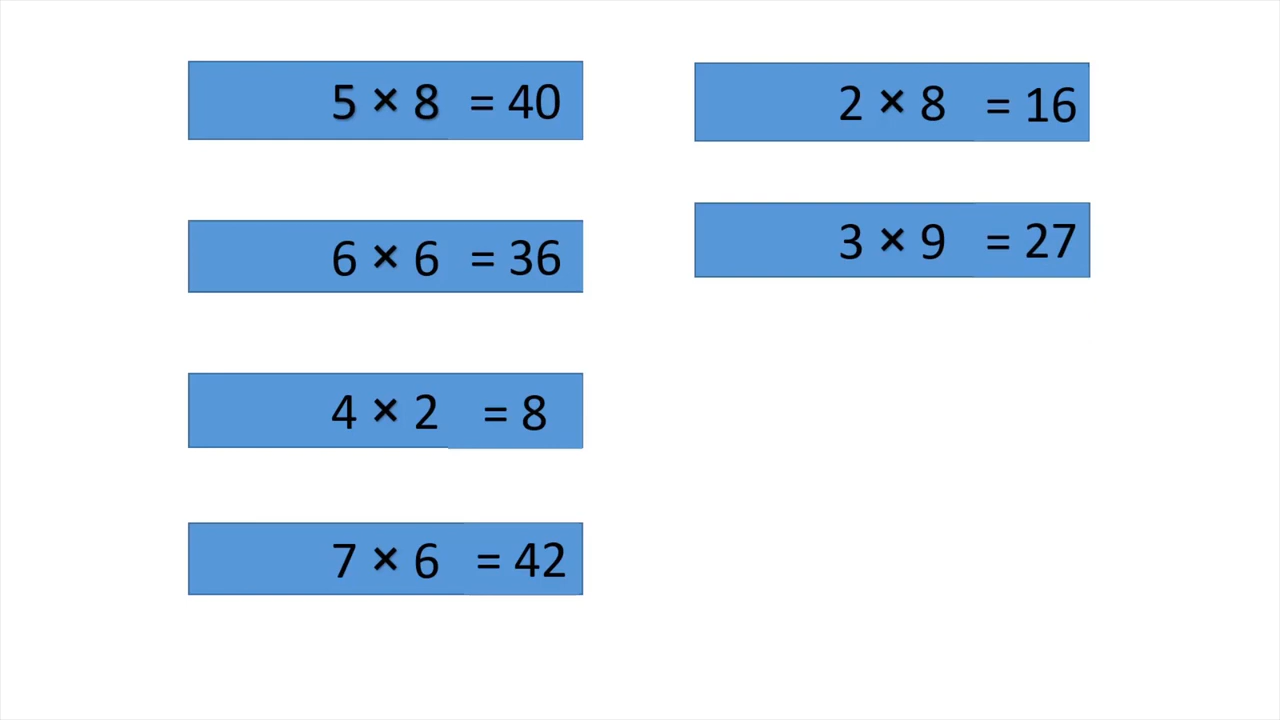 5 × 8 = 40
6 × 6 = 36
4 × 2 = 8
7 × 6 = 42
2 × 8 = 16
3 × 9 = 27